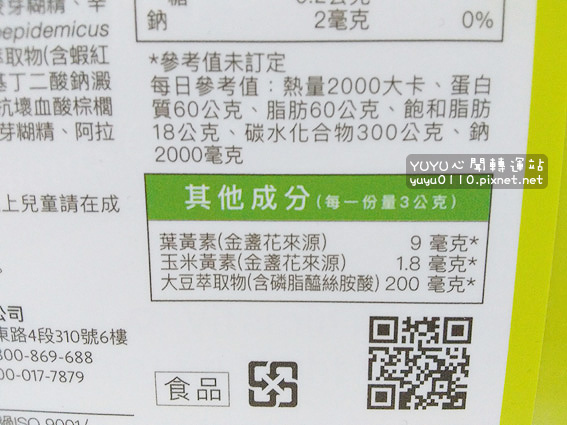 芽糊精、辛
epidemicus
萃取物(含蝦紅
基丁二酸鈉澱
抗壞血酸棕櫚
芽糊精、阿拉
上兒童請在成
。
公司
東路4段310號6樓
800-869-688
00-017-7879
ISO 9001/
糖
鈉 2毫克 0%
*參考值未訂定
每日參考值：熱量2000大卡、蛋白
質60公克、脂肪60公克、飽和脂肪
18公克、碳水化合物300公克、鈉
2000毫克
YUYU心聞轉運站
yuyu0110.pixnet.net
其他成分(每一份量3公克)
葉黃素(金盞花來源) 9 毫克*
玉米黃素(金盞花來源) 1.8 毫克*
大豆萃取物(含磷脂醯絲胺酸) 200 毫克*
食品